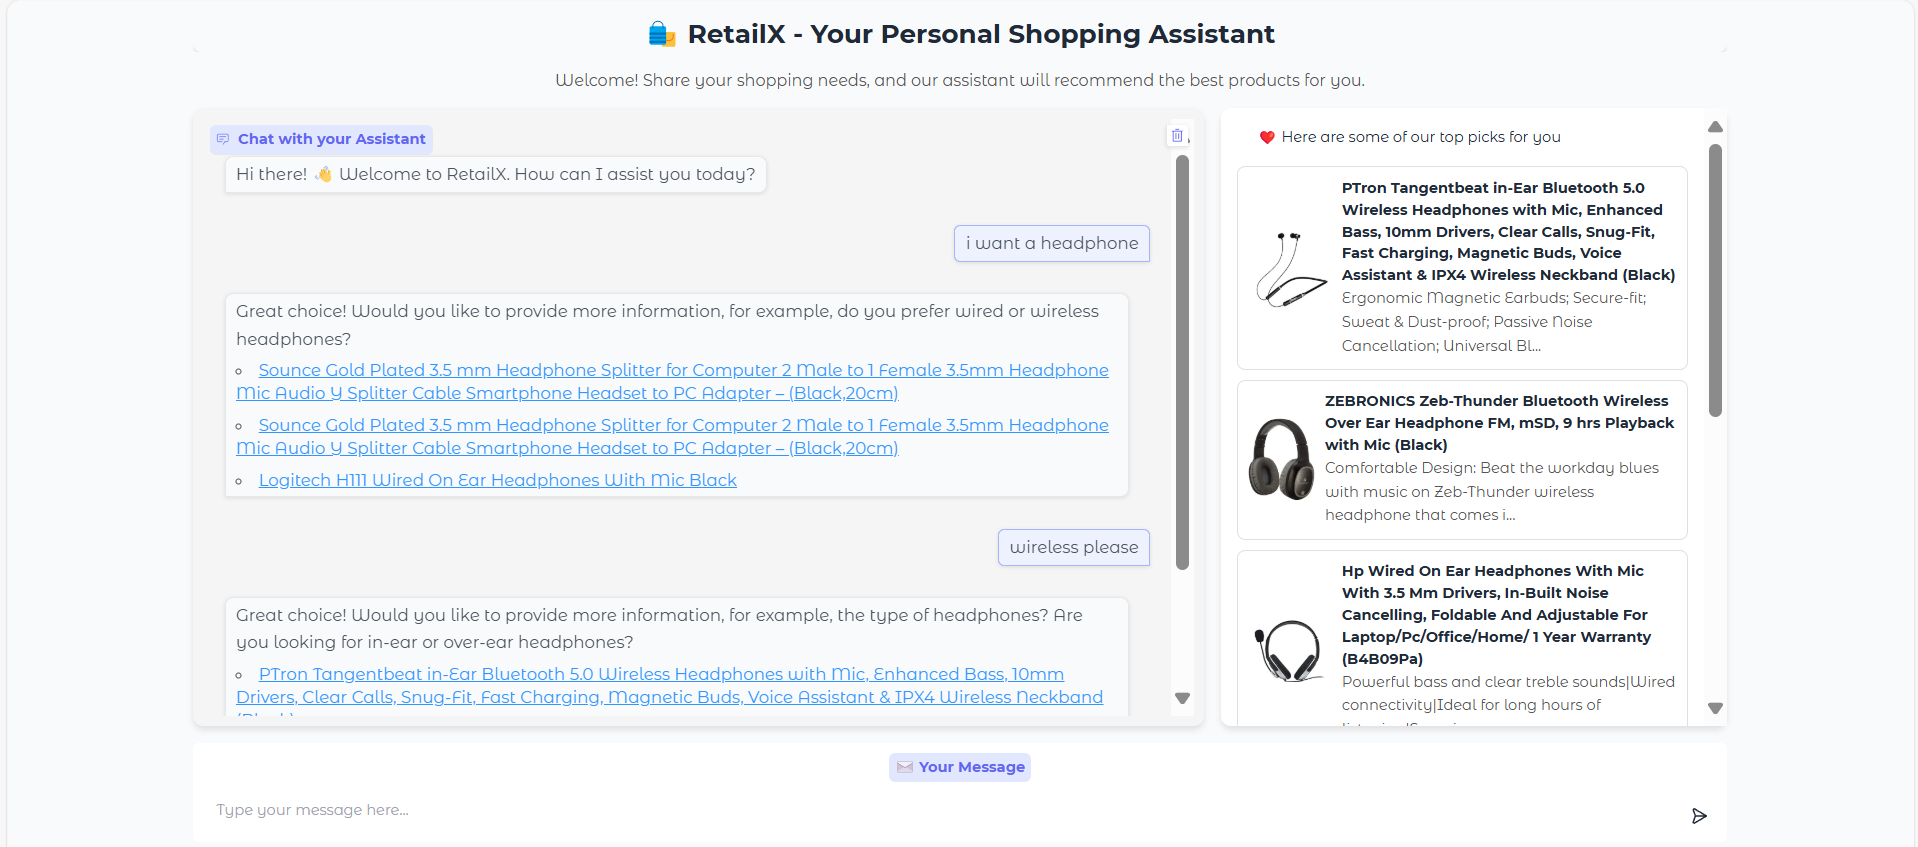 RetailX - Your Personal Shopping Assistant
Welcome! Share your shopping needs, and our assistant will recommend the best products for you.
Chat with your Assistant
Hi there! 👋 Welcome to RetailX. How can I assist you today?
i want a headphone
Great choice! Would you like to provide more information, for example, do you prefer wired or wireless
headphones?
Sounce Gold Plated 3.5 mm Headphone Splitter for Computer 2 Male to 1 Female 3.5mm Headphone
Mic Audio Y Splitter Cable Smartphone Headset to PC Adapter – (Black,20cm)
Sounce Gold Plated 3.5 mm Headphone Splitter for Computer 2 Male to 1 Female 3.5mm Headphone
Mic Audio Y Splitter Cable Smartphone Headset to PC Adapter – (Black,20cm)
Logitech H111 Wired On Ear Headphones With Mic Black
wireless please
Great choice! Would you like to provide more information, for example, the type of headphones? Are
you looking for in-ear or over-ear headphones?
PTron Tangentbeat in-Ear Bluetooth 5.0 Wireless Headphones with Mic, Enhanced Bass, 10mm
Drivers, Clear Calls, Snug-Fit, Fast Charging, Magnetic Buds, Voice Assistant & IPX4 Wireless Neckband
❤️ Here are some of our top picks for you
PTron Tangentbeat in-Ear Bluetooth 5.0
Wireless Headphones with Mic, Enhanced
Bass, 10mm Drivers, Clear Calls, Snug-Fit,
Fast Charging, Magnetic Buds, Voice
Assistant & IPX4 Wireless Neckband (Black)
Ergonomic Magnetic Earbuds; Secure-fit;
Sweat & Dust-proof; Passive Noise
Cancellation; Universal Bl...
ZEBRONICS Zeb-Thunder Bluetooth Wireless
Over Ear Headphone FM, mSD, 9 hrs Playback
with Mic (Black)
Comfortable Design: Beat the workday blues
with music on Zeb-Thunder wireless
headphone that comes i...
Hp Wired On Ear Headphones With Mic
With 3.5 Mm Drivers, In-Built Noise
Cancelling, Foldable And Adjustable For
Laptop/Pc/Office/Home/ 1 Year Warranty
(B4B09Pa)
Powerful bass and clear treble sounds|Wired
connectivity|Ideal for long hours of
Your Message
Type your message here...